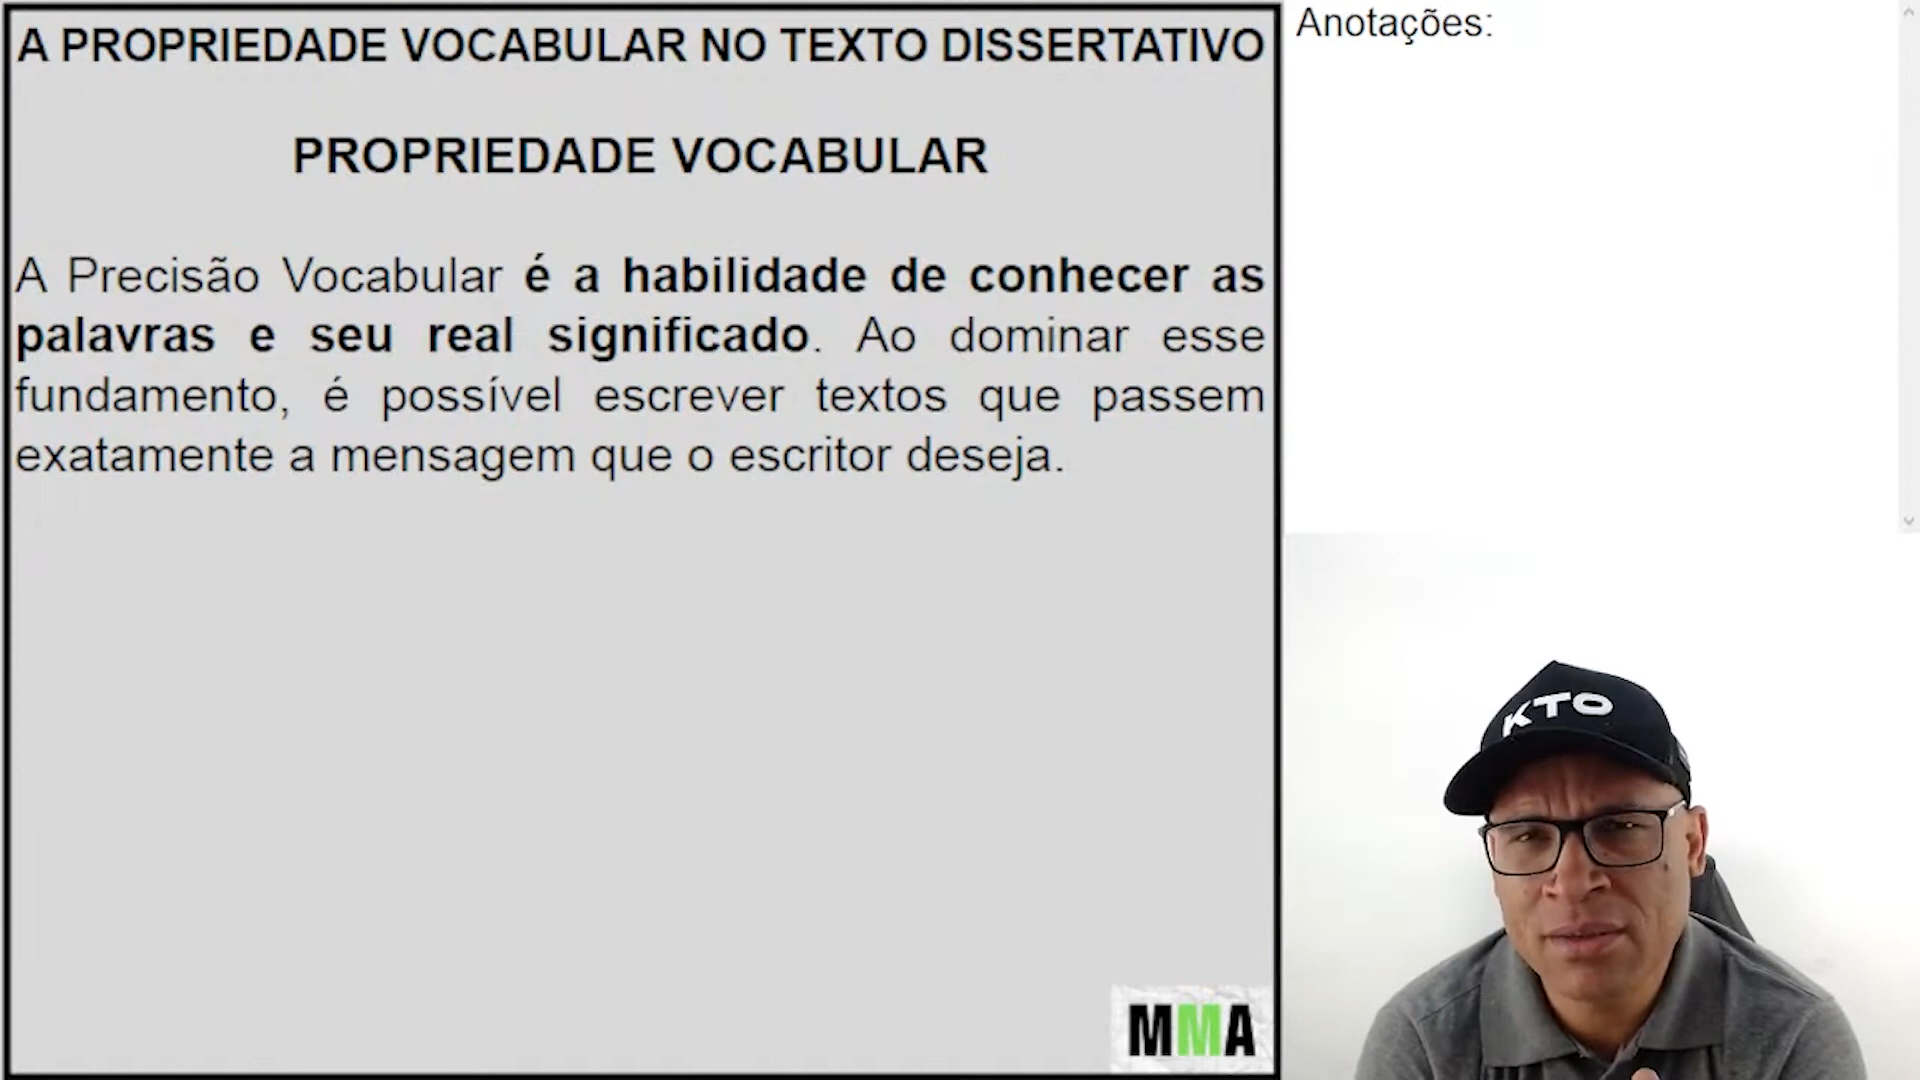 A PROPRIEDADE VOCABULAR NO TEXTO DISSERTATIVO
PROPRIEDADE VOCABULAR
A Precisão Vocabular é a habilidade de conhecer as
palavras e seu real significado. Ao dominar esse
fundamento, é possível escrever textos que passem
exatamente a mensagem que o escritor deseja.
MMA
Anotações:
KTO